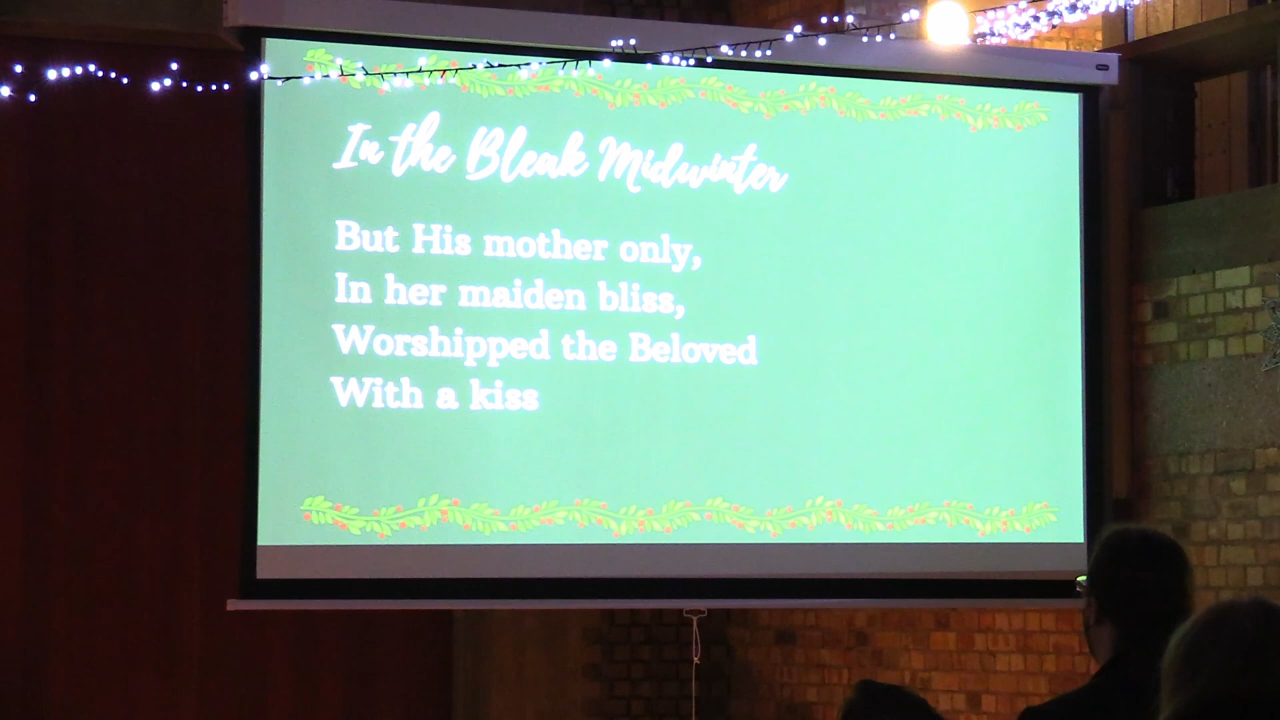 In the Bleak Midwinter
But His mother only,
In her maiden bliss,
Worshipped the Beloved
With a kiss